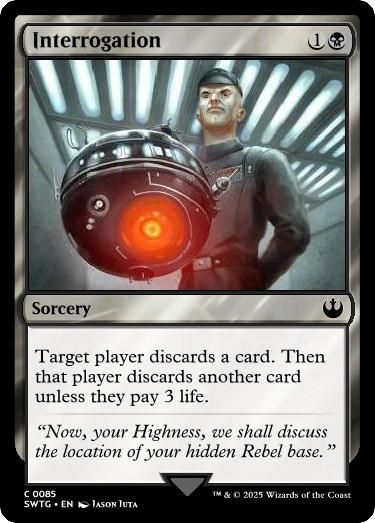 Interrogation 1
Sorcery
Target player discards a card. Then
that player discards another card
unless they pay 3 life.
“Now, your Highness, we shall discuss
the location of your hidden Rebel base.”
C 0085
SWTG • EN Jason Juta
™ & © 2025 Wizards of the Coast